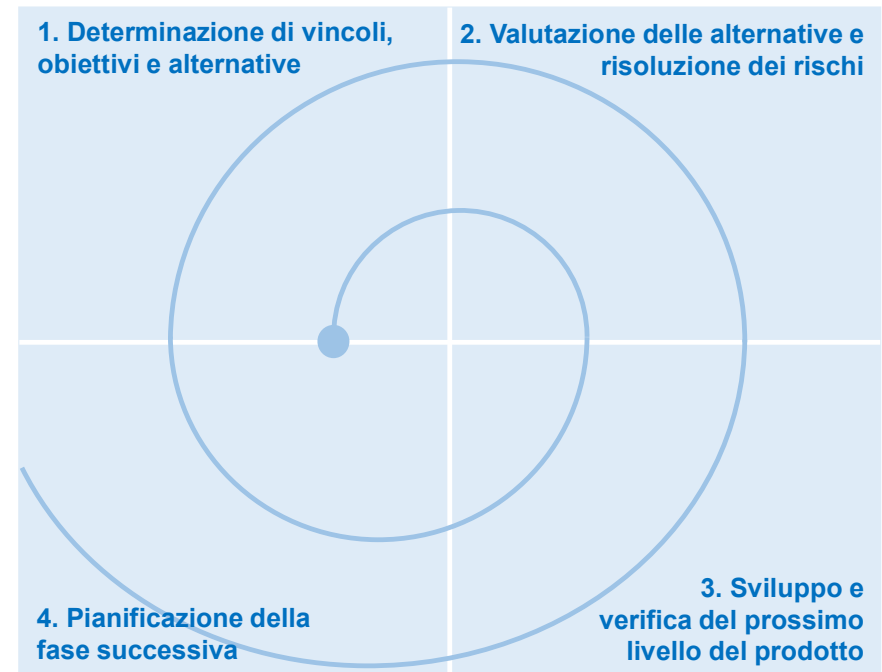 1. Determinazione di vincoli,
obiettivi e alternative
2. Valutazione delle alternative e
risoluzione dei rischi
3. Sviluppo e
verifica del prossimo
livello del prodotto
4. Pianificazione della
fase successiva